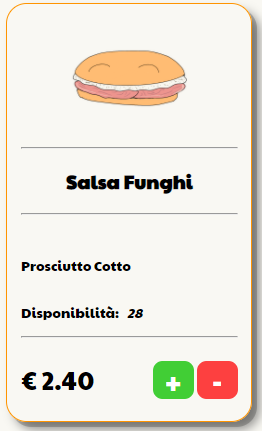 Salsa Funghi
Prosciutto Cotto
Disponibilità: 28
€ 2.40 + -